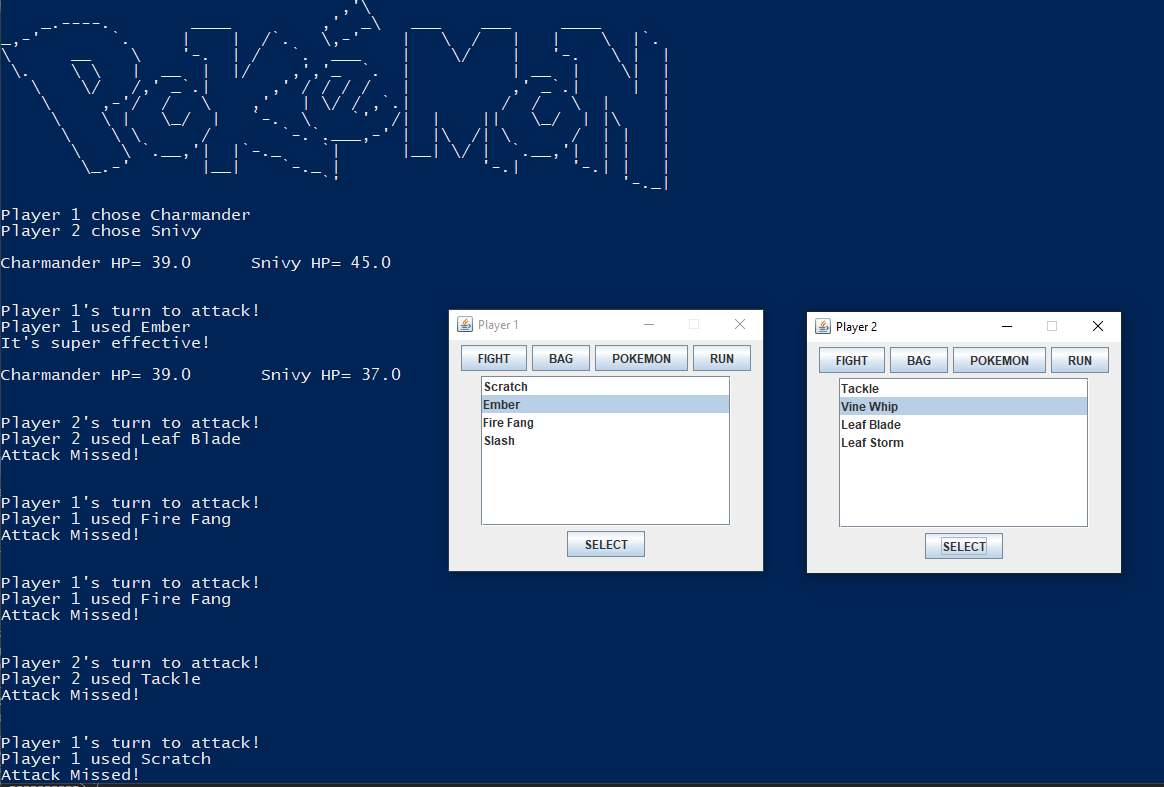 POKéMON
Player 1 chose Charmander
Player 2 chose Snivy
Charmander HP= 39.0 Snivy HP= 45.0
Player 1's turn to attack!
Player 1 used Ember
It's super effective!
Charmander HP= 39.0 Snivy HP= 37.0
Player 2's turn to attack!
Player 2 used Leaf Blade
Attack Missed!
Player 1's turn to attack!
Player 1 used Fire Fang
Attack Missed!
Player 1's turn to attack!
Player 1 used Fire Fang
Attack Missed!
Player 2's turn to attack!
Player 2 used Tackle
Attack Missed!
Player 1's turn to attack!
Player 1 used Scratch
Attack Missed!
Player 1
FIGHT BAG POKEMON RUN
Scratch
Ember
Fire Fang
Slash
SELECT
Player 2
FIGHT BAG POKEMON RUN
Tackle
Vine Whip
Leaf Blade
Leaf Storm
SELECT